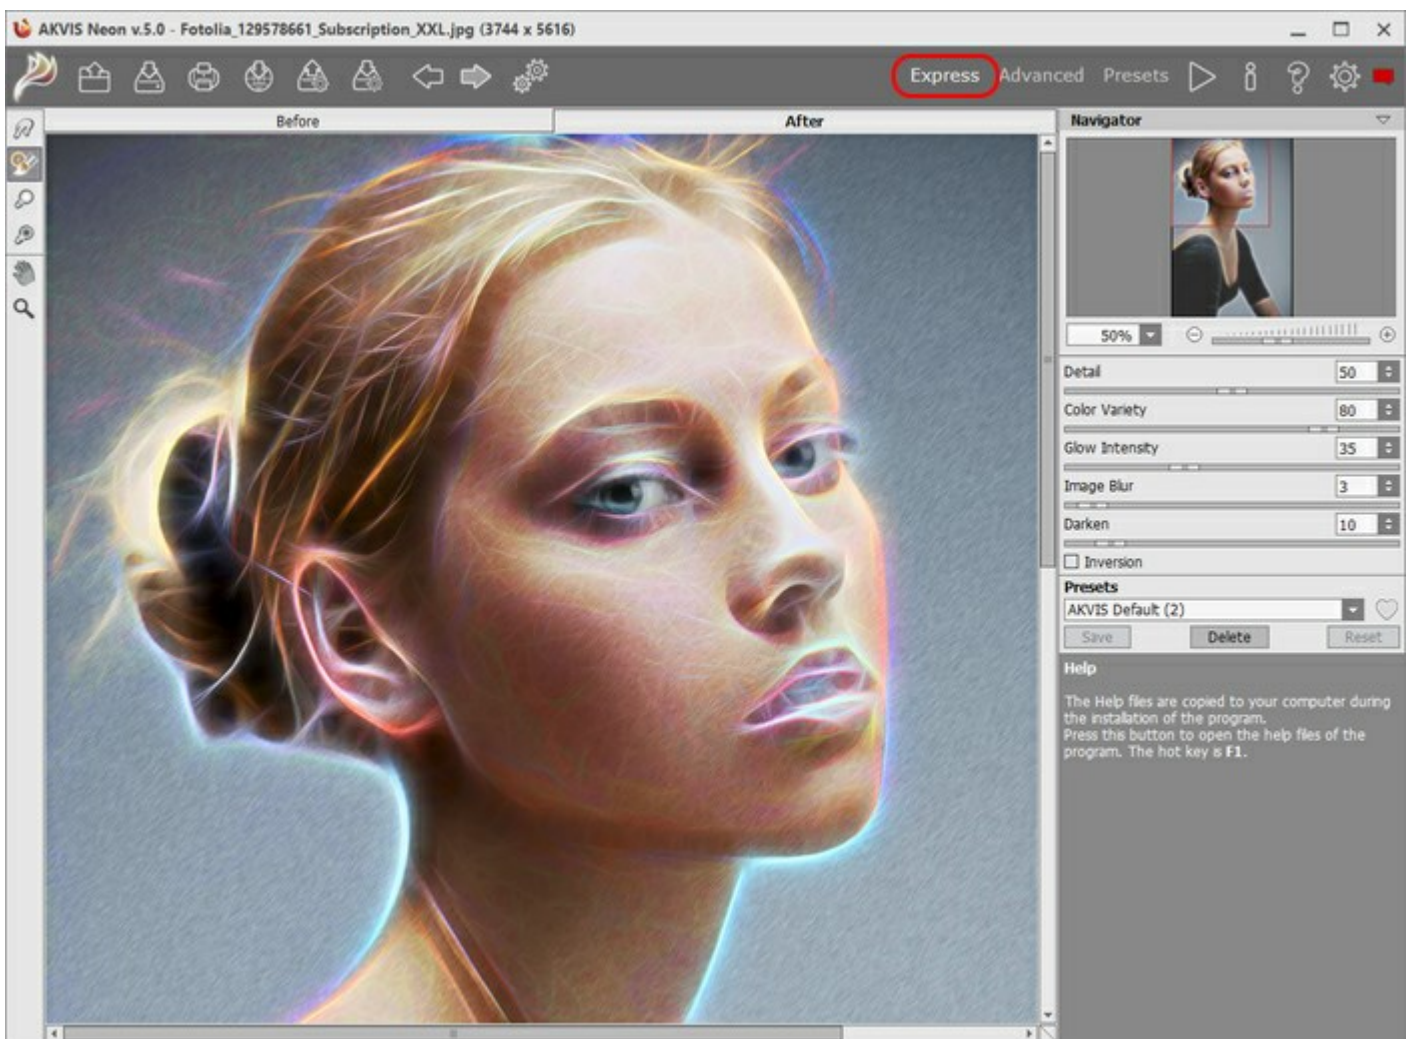 AKVIS Neon v.5.0 - Fotolia_129578661_Subscription_XXL.jpg (3744 x 5616)
Express Advanced Presets
Before After
Navigator
50%
Detail 50
Color Variety 80
Glow Intensity 35
Image Blur 3
Darken 10
Inversion
Presets
AKVIS Default (2)
Save Delete Reset
Help
The Help files are copied to your computer during
the installation of the program.
Press this button to open the help files of the
program. The hot key is F1.